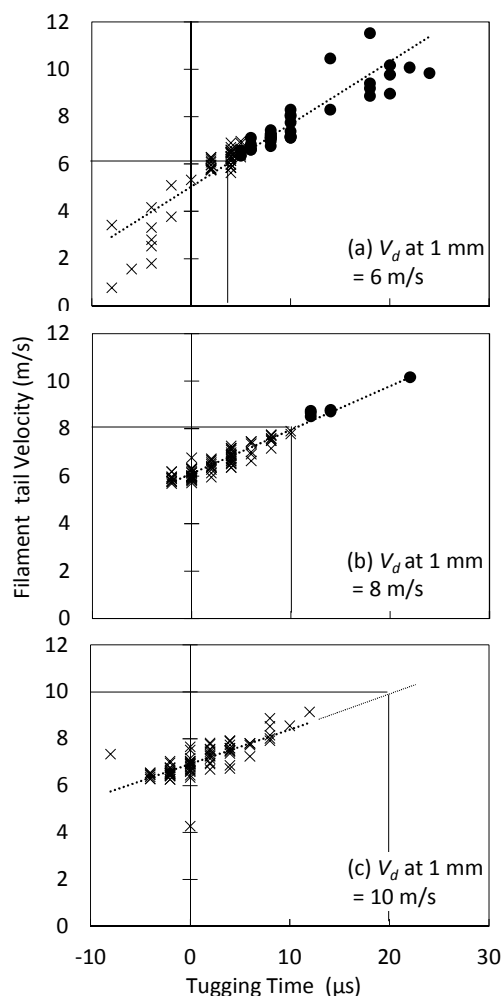 12
10
8
6
4
2
0
(a) Vd at 1 mm
= 6 m/s
12
10
8
6
4
2
0
(b) Vd at 1 mm
= 8 m/s
12
10
8
6
4
2
0
(c) Vd at 1 mm
= 10 m/s
-10 0 10 20 30
Tugging Time (μs)
Filament tail Velocity (m/s)